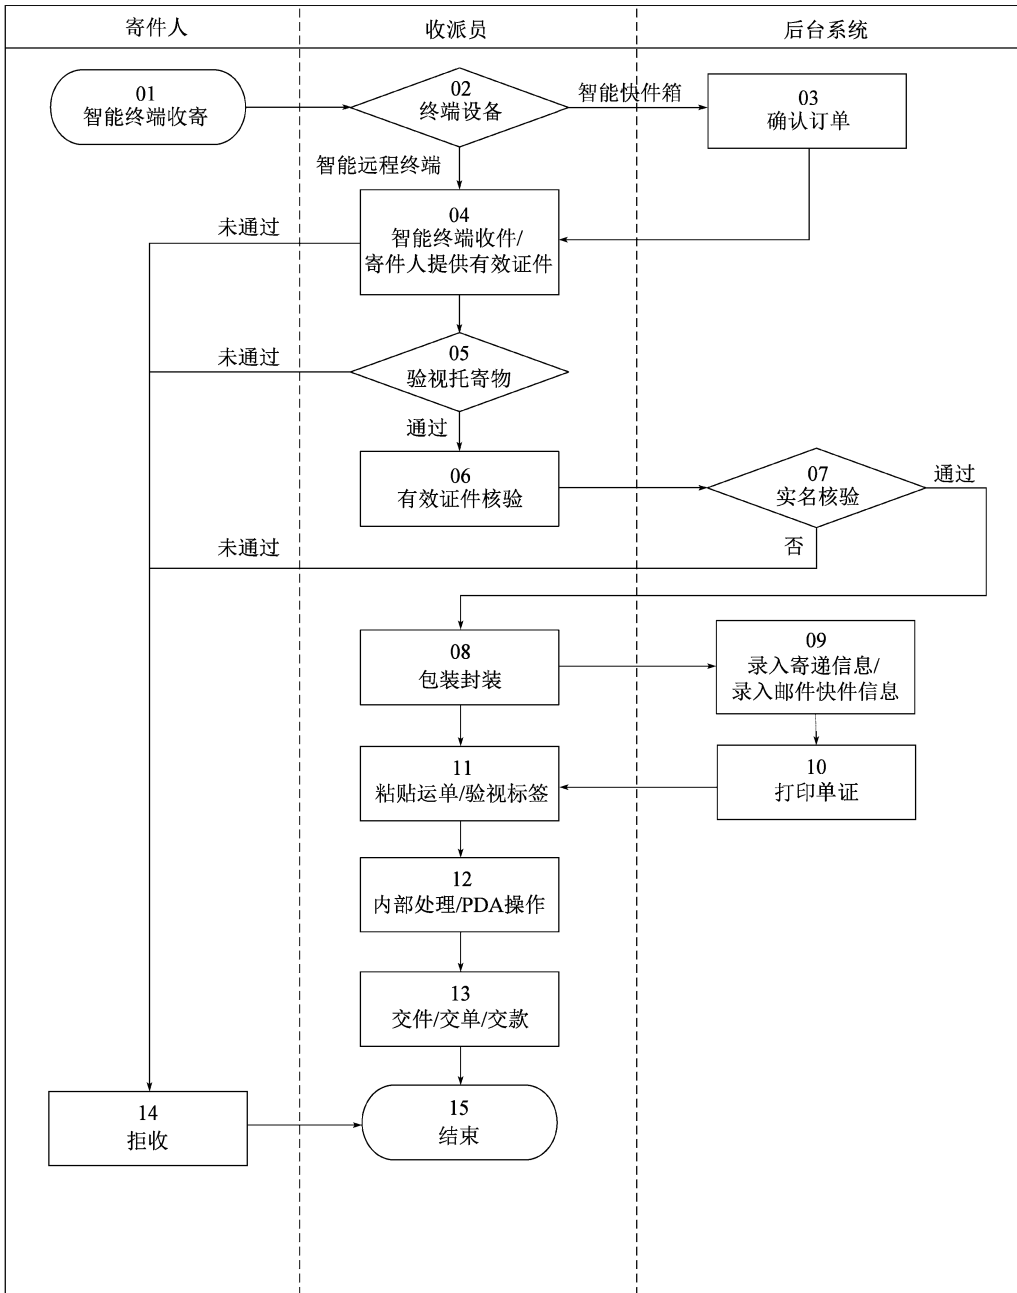 寄件人
收派员
后台系统
01
智能终端收寄
02
终端设备
智能快件箱
03
确认订单
智能远程终端
未通过
04
智能终端收件/
寄件人提供有效证件
未通过
05
验视托寄物
通过
06
有效证件核验
07
实名核验
通过
未通过
否
08
包装封装
09
录入寄递信息/
录入邮件快件信息
11
粘贴运单/验视标签
10
打印单证
12
内部处理/PDA操作
13
交件/交单/交款
14
拒收
15
结束